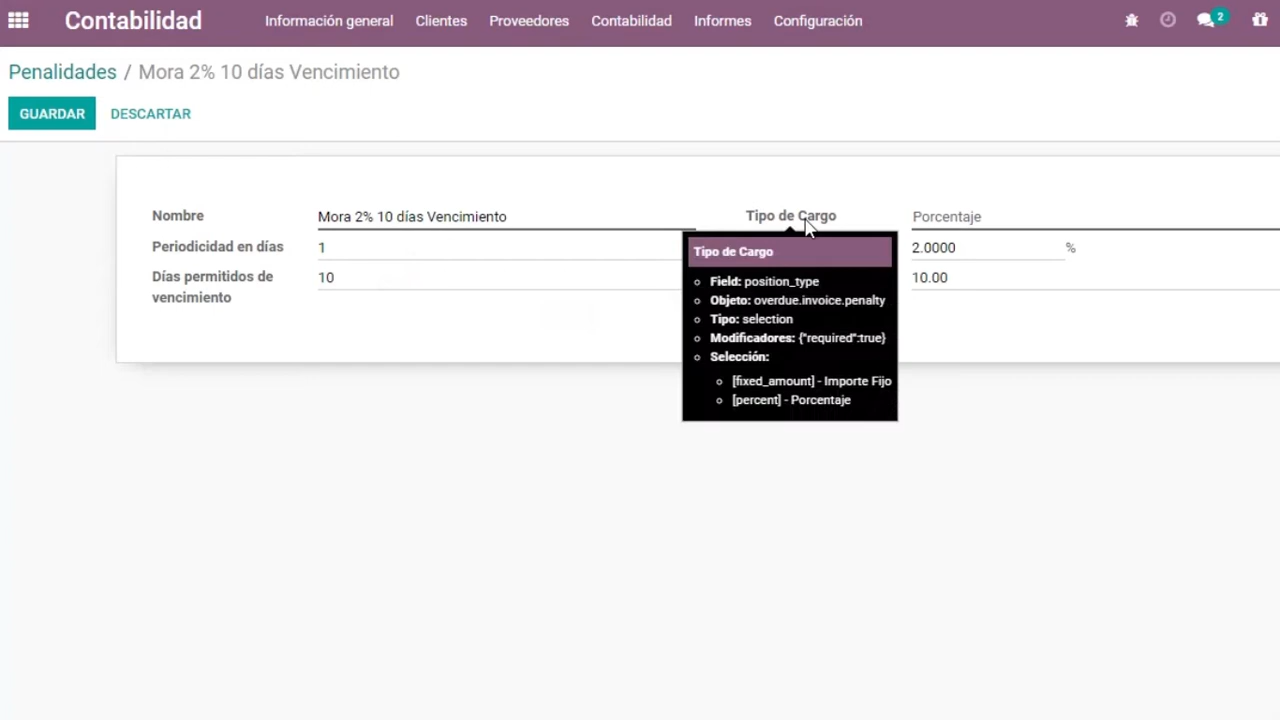 Contabilidad Información general Clientes Proveedores Contabilidad Informes Configuración 2
Penalidades / Mora 2% 10 días Vencimiento
GUARDAR DESCARTAR
Nombre Mora 2% 10 días Vencimiento Tipo de Cargo Porcentaje
Periodicidad en días 1 2.0000 %
Días permitidos de vencimiento 10 10.00
Tipo de Cargo
Field: position_type
Objeto: overdue.invoice.penalty
Tipo: selection
Modificadores: {"required":true}
Selección:
[fixed_amount] - Importe Fijo
[percent] - Porcentaje